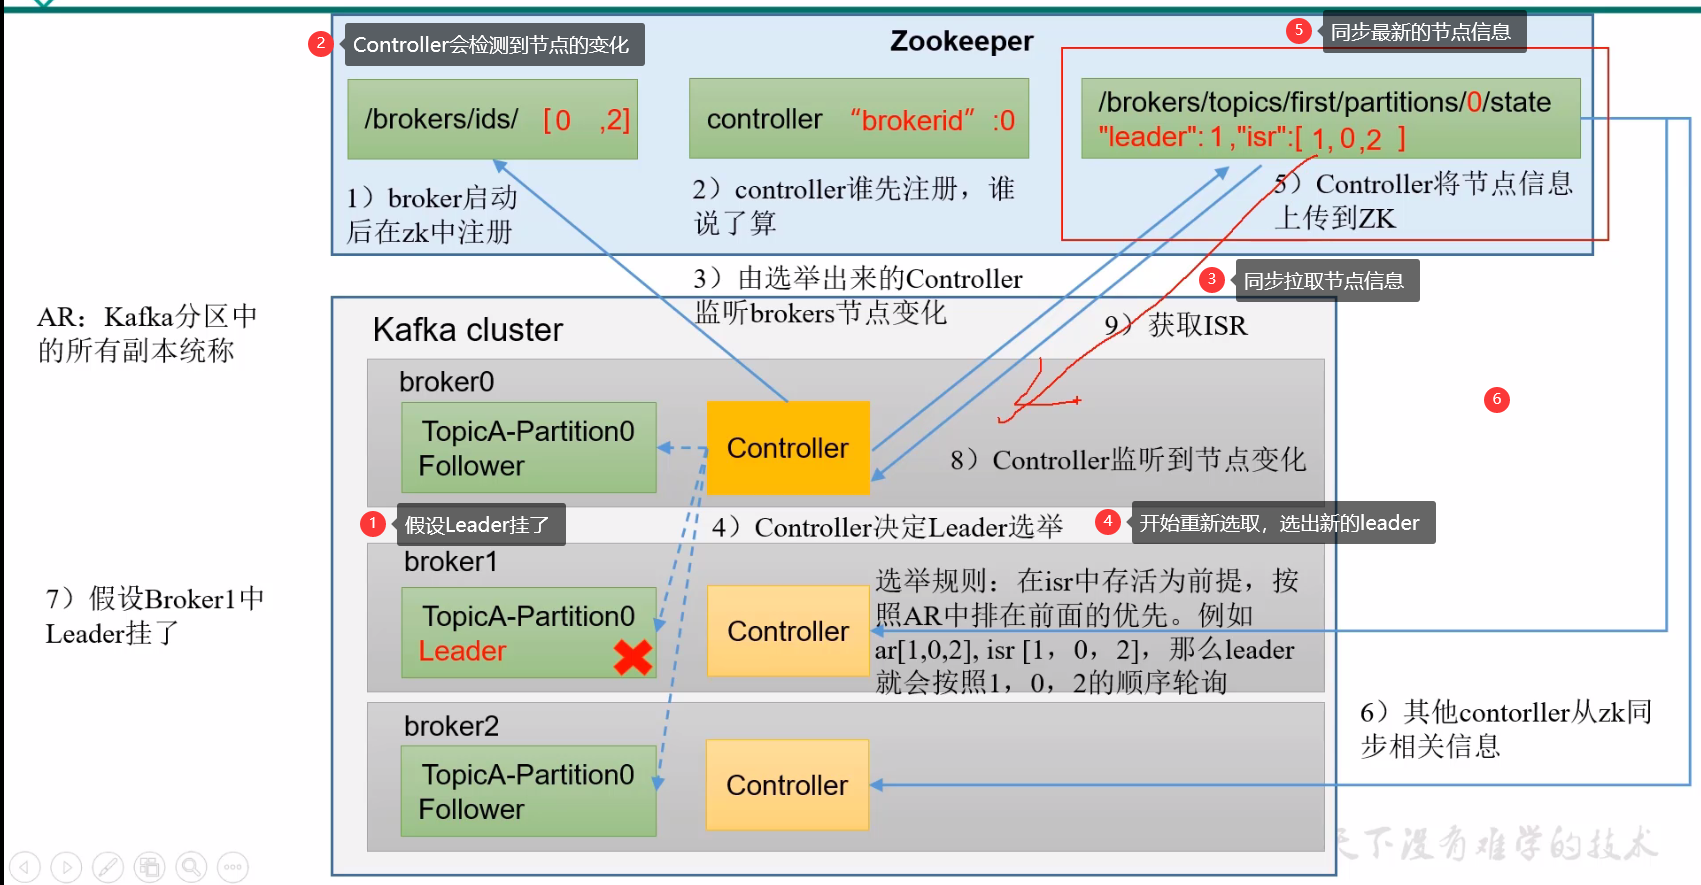 Zookeeper
2
Controller会检测到节点的变化
5
同步最新的节点信息
/brokers/ids/ [0 ,2]
controller “brokerid” :0
/brokers/topics/first/partitions/0/state
"leader": 1 ,"isr":[ 1, 0 ,2 ]
1）broker启动
后在zk中注册
2）controller谁先注册，谁
说了算
5）Controller将节点信息
上传到ZK
3）由选举出来的Controller
监听brokers节点变化
3
同步拉取节点信息
AR：Kafka分区中
的所有副本统称
Kafka cluster
9）获取ISR
broker0
TopicA-Partition0
Follower
Controller
8）Controller监听到节点变化
6
1
假设Leader挂了
4）Controller决定Leader选举
4
开始重新选取，选出新的leader
broker1
TopicA-Partition0
Leader
Controller
选举规则：在isr中存活为前提，按
照AR中排在前面的优先。例如
ar[1,0,2], isr [1，0，2]，那么leader
就会按照1，0，2的顺序轮询
7）假设Broker1中
Leader挂了
broker2
TopicA-Partition0
Follower
Controller
6）其他contorller从zk同
步相关信息
天下没有难学的技术